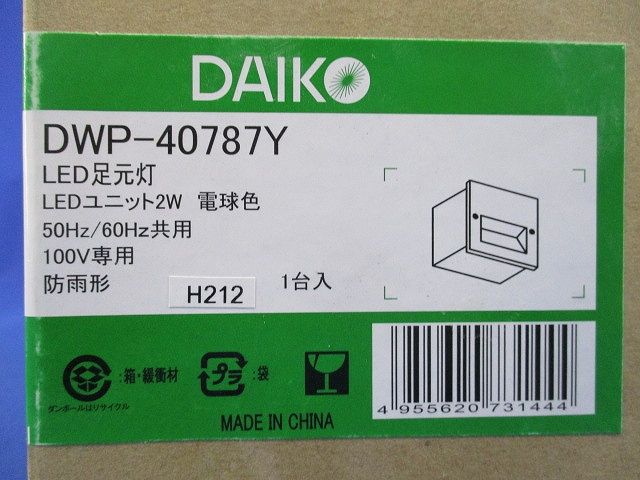 DAIKO
DWP-40787Y
LED足元灯
LEDユニット2W 電球色
50Hz/60Hz共用
100V専用
防雨形
H212
1台入
:箱・緩衝材
プラ
:袋
ダンボールはリサイクル
MADE IN CHINA
4 955620 731444